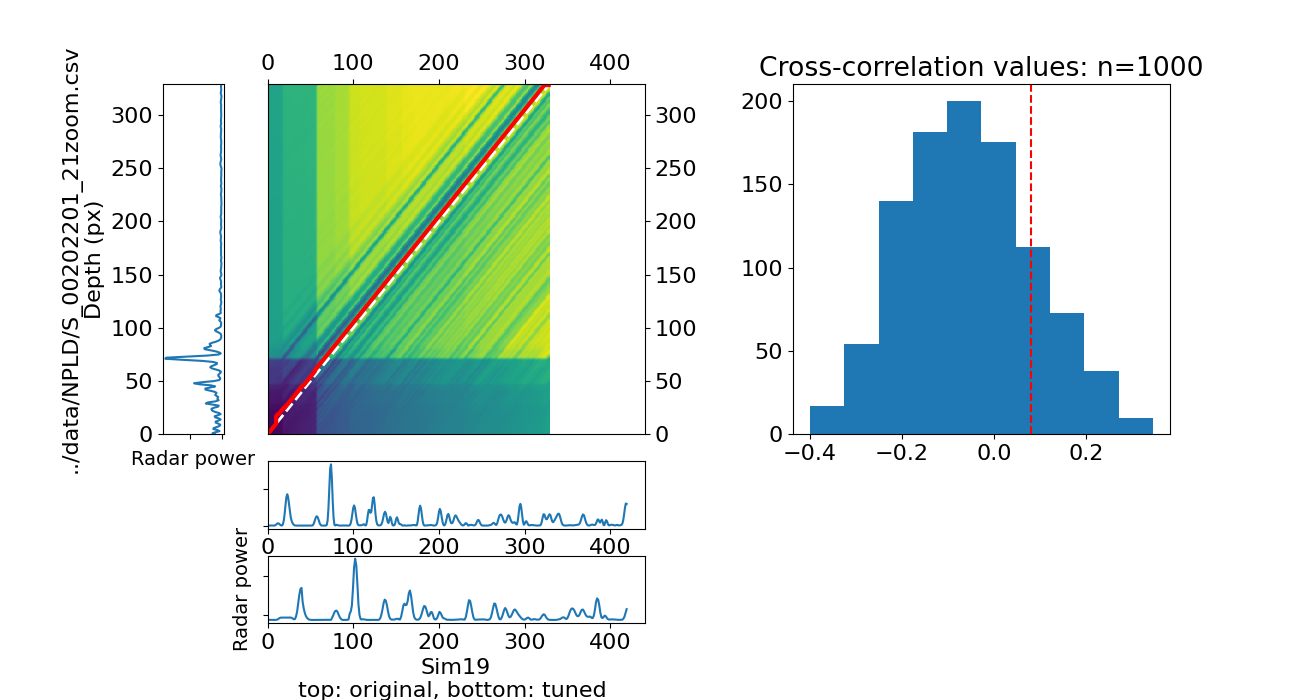 ../data/NPLD/S_00202201_21zoom.csv
Depth (px)
0 50 100 150 200 250 300
Radar power
0 100 200 300 400
0 50 100 150 200 250 300
Cross-correlation values: n=1000
0 50 100 150 200
−0.4 −0.2 0.0 0.2
0 100 200 300 400
Radar power
0 100 200 300 400
Sim19
top: original, bottom: tuned